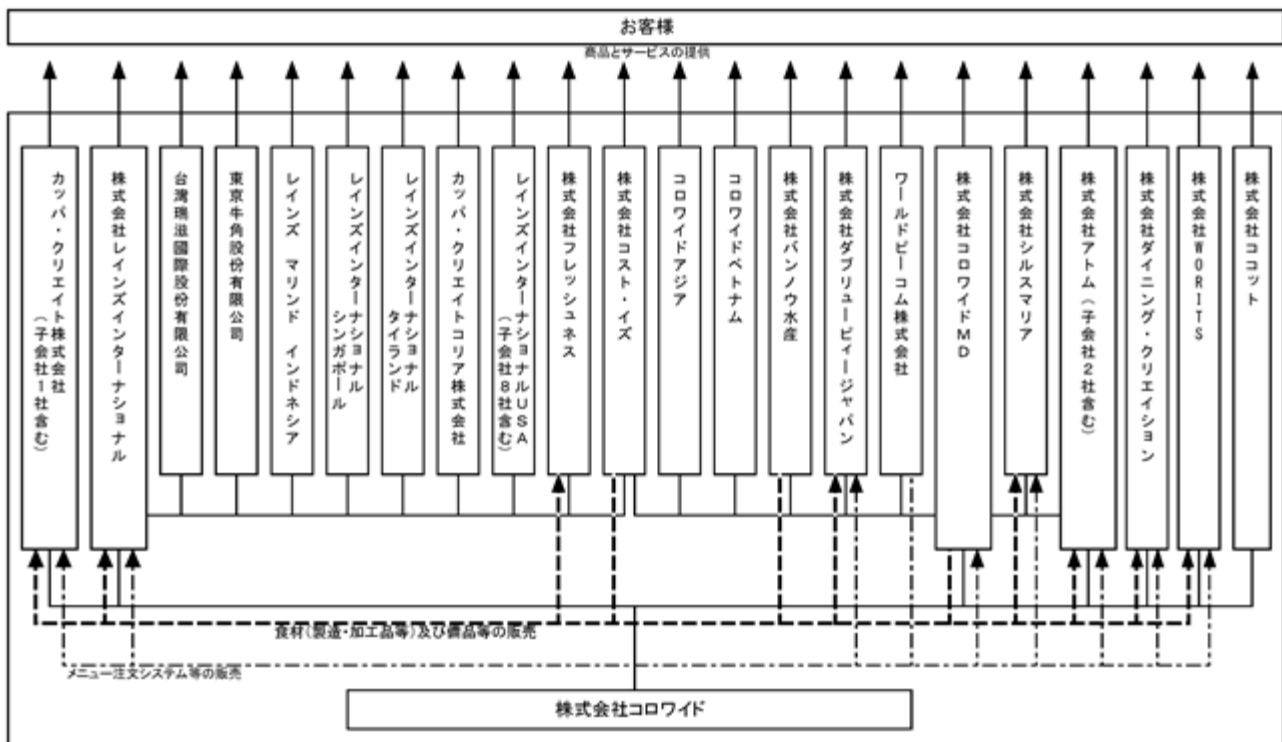 お客様
商品とサービスの提供
カッパ・クリエイト株式会社
（子会社1社含む）
株式会社レインズインターナショナル
台灣瑞滋國際股份有限公司
東京牛角股份有限公司
レインズ マリンド インドネシア
レインズインターナショナル
シンガポール
レインズインターナショナル
タイランド
カッパ・クリエイトコリア株式会社
レインズインターナショナルUSA
（子会社8社含む）
株式会社フレッシュネス
株式会社コスト・イズ
コロワイドアジア
コロワイドベトナム
株式会社バンノウ水産
株式会社ダブリューピィージャパン
ワールドピーコム株式会社
株式会社コロワイドMD
株式会社シルスマリア
株式会社アトム（子会社2社含む）
株式会社ダイニング・クリエイション
株式会社WORITS
株式会社ココット
食材（製造・加工品等）及び備品等の販売
メニュー注文システム等の販売
株式会社コロワイド